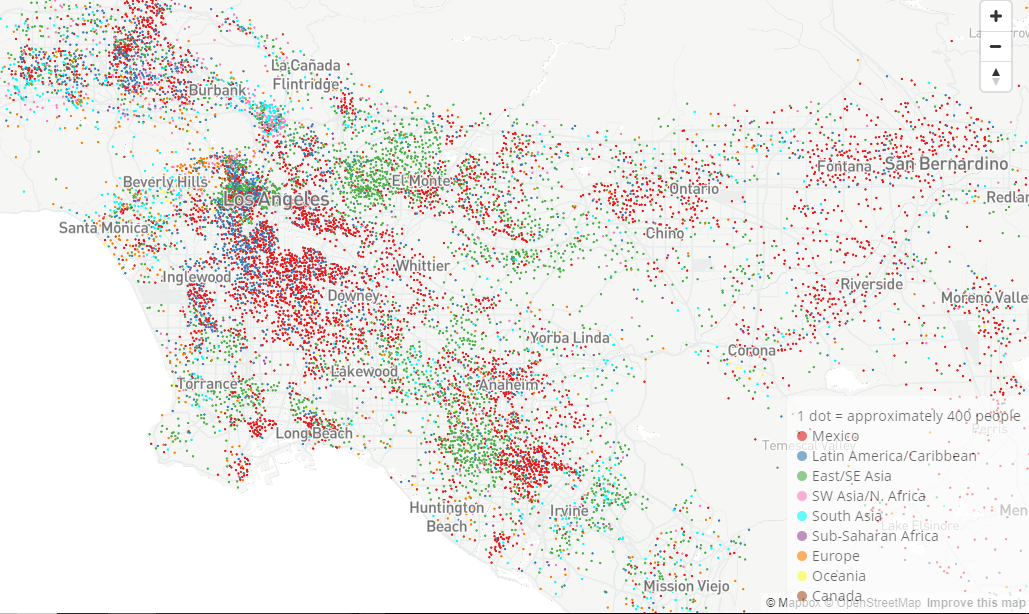 +
La Cañada
Flintridge
−
Burbank
Fontana
San Bernardino
Beverly Hills
El Monte
Ontario
Los Angeles
Redlar
Santa Monica
Chino
Whittier
Inglewood
Riverside
Downey
Moreno Valle
Yorba Linda
Corona
Lakewood
Torrance
Anaheim
Long Beach
1 dot = approximately 400 people
Mexico
Perris
Temescal Valley
Latin America/Caribbean
East/SE Asia
SW Asia/N. Africa
Huntington
Beach
Irvine
Men
South Asia
Lake Elsinore
Sub-Saharan Africa
Europe
Oceania
Mission Viejo
Canada
© Mapbox © OpenStreetMap Improve this map